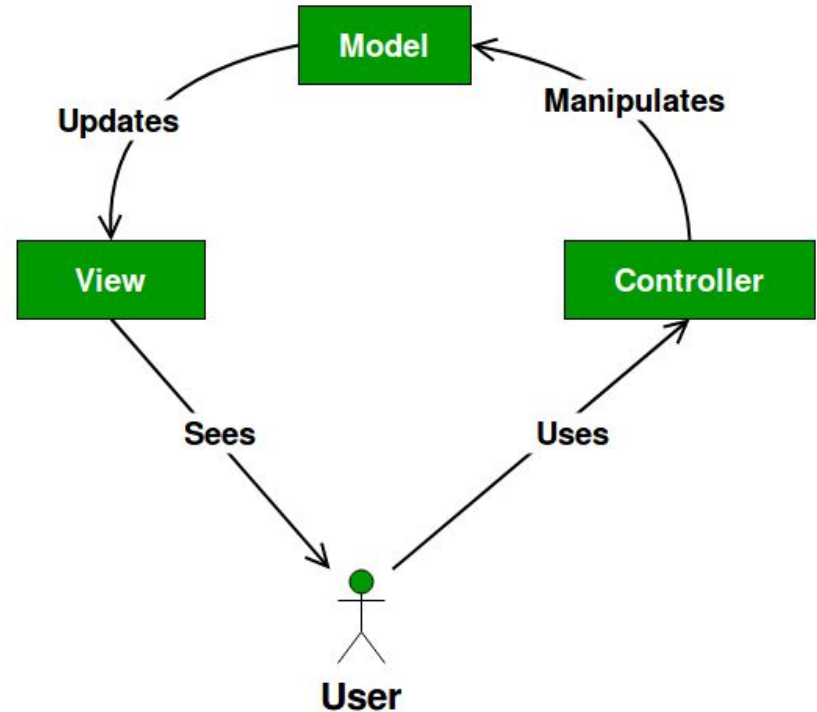 Model
Manipulates
Updates
View
Controller
Sees
Uses
User